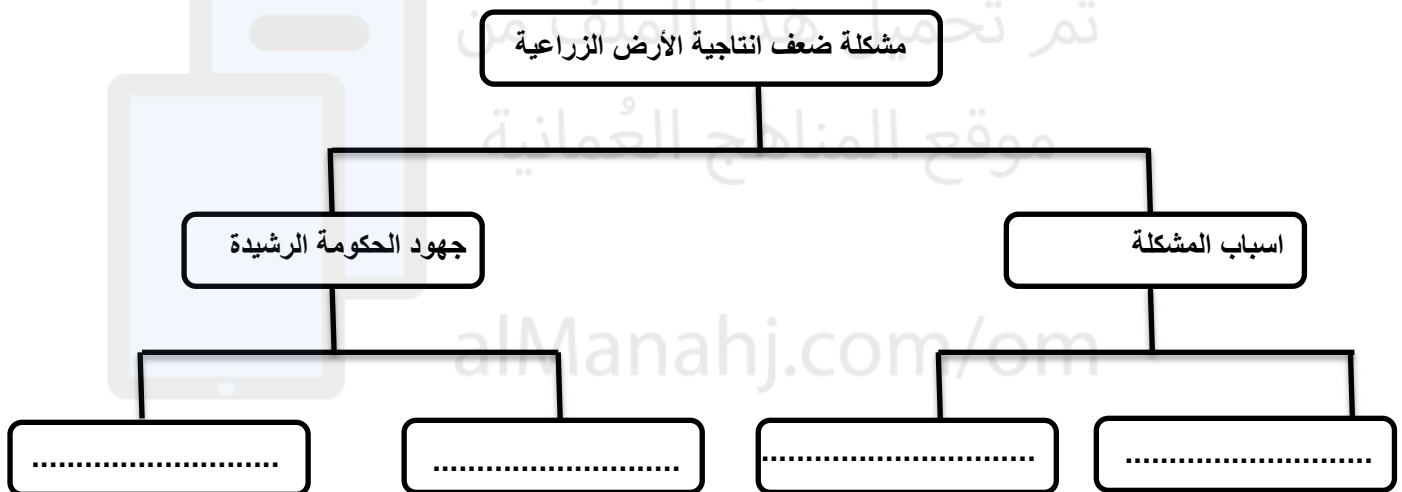 تم تحميل هذا الملف من
مشكلة ضعف انتاجية الأرض الزراعية
موقع المناهج العُمانية
اسباب المشكلة
جهود الحكومة الرشيدة
alManahj.com/om
............................
...............................
............................
............................